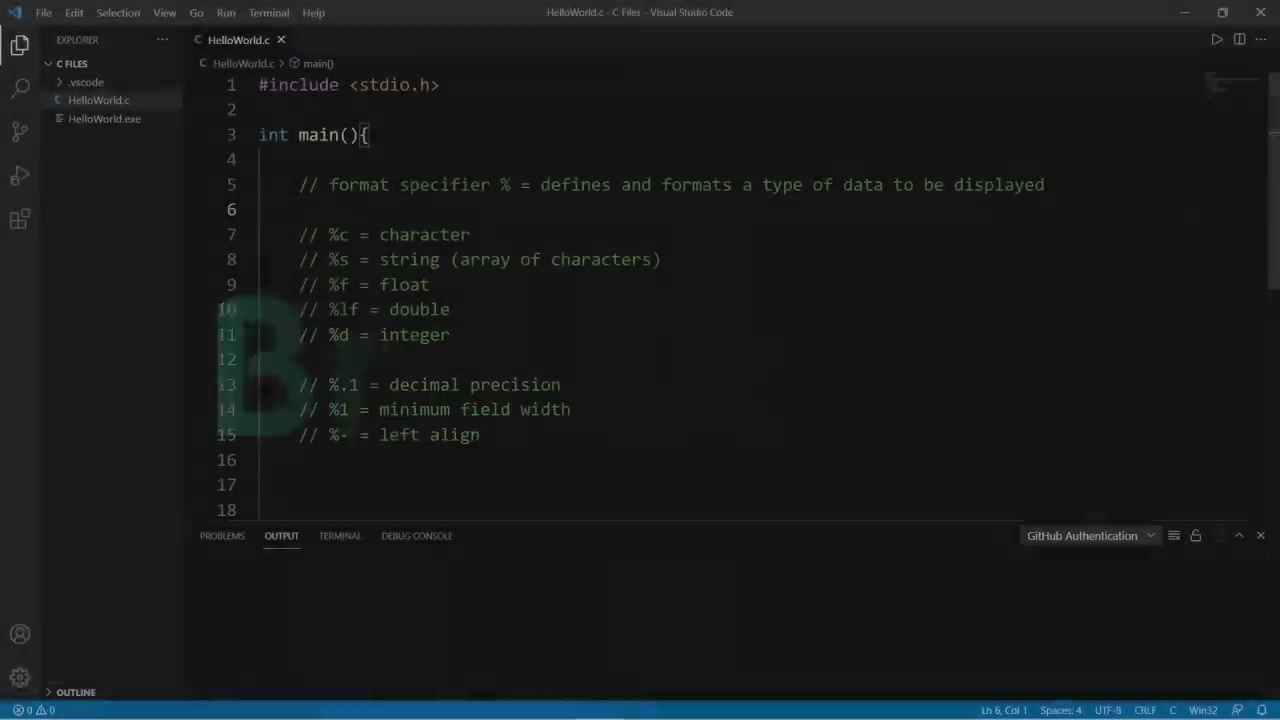 File Edit Selection View Go Run Terminal Help
HelloWorld.c - C Files - Visual Studio Code
EXPLORER
C FILES
.vscode
HelloWorld.c
HelloWorld.exe
OUTLINE
HelloWorld.c
HelloWorld.c > main()
1 #include <stdio.h>
2
3 int main(){
4
5 // format specifier % = defines and formats a type of data to be displayed
6
7 // %c = character
8 // %s = string (array of characters)
9 // %f = float
10 // %lf = double
11 // %d = integer
12
13 // %.1 = decimal precision
14 // %1 = minimum field width
15 // %- = left align
16
17
18
PROBLEMS OUTPUT TERMINAL DEBUG CONSOLE
GitHub Authentication
0 0
Ln 6, Col 1 Spaces: 4 UTF-8 CRLF C Win32